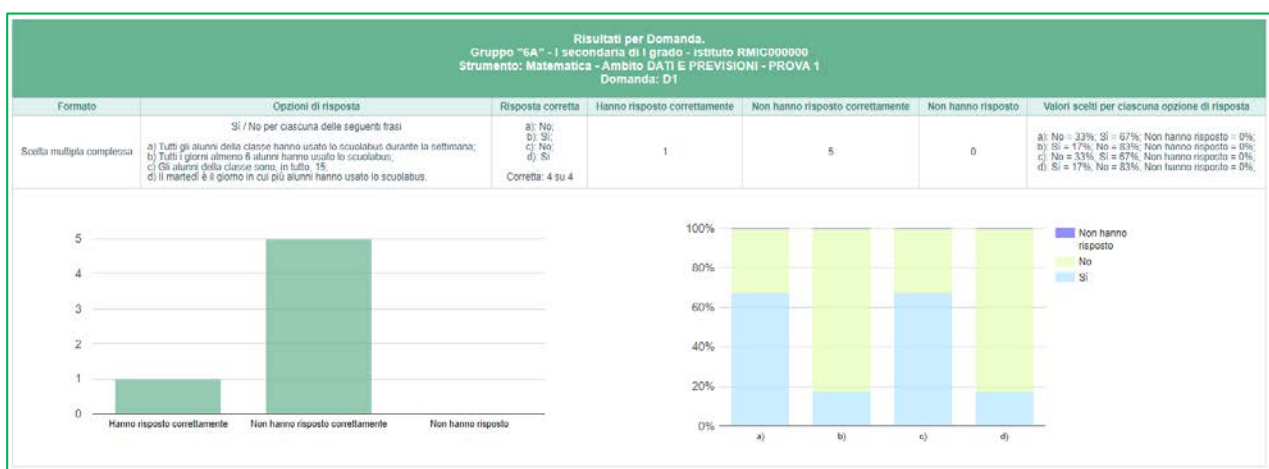 Risultati per Domanda.
Gruppo "6A" - I secondaria di I grado - istituto RMIC000000
Strumento: Matematica - Ambito DATI E PREVISIONI - PROVA 1
Domanda: D1
Formato
Opzioni di risposta
Risposta corretta
Hanno risposto correttamente
Non hanno risposto correttamente
Non hanno risposto
Valori scelti per ciascuna opzione di risposta
Scelta multipla complessa
Sì / No per ciascuna delle seguenti frasi
a) Tutti gli alunni della classe hanno usato lo scuolabus durante la settimana;
b) Tutti i giorni almeno 6 alunni hanno usato lo scuolabus;
c) Gli alunni della classe sono, in tutto, 15;
d) Il martedì è il giorno in cui più alunni hanno usato lo scuolabus.
a): No;
b): Sì;
c): No;
d): Sì
Corretta: 4 su 4
1
5
0
a): No = 33%; Sì = 67%; Non hanno risposto = 0%;
b): Sì = 17%; No = 83%; Non hanno risposto = 0%;
c): No = 33%, Sì = 67%; Non hanno risposto = 0%;
d): Sì = 17%, No = 83%, Non hanno risposto = 0%;
5
4
3
2
1
0
Hanno risposto correttamente
Non hanno risposto correttamente
Non hanno risposto
100%
80%
60%
40%
20%
0%
a)
b)
c)
d)
Non hanno
risposto
No
Sì